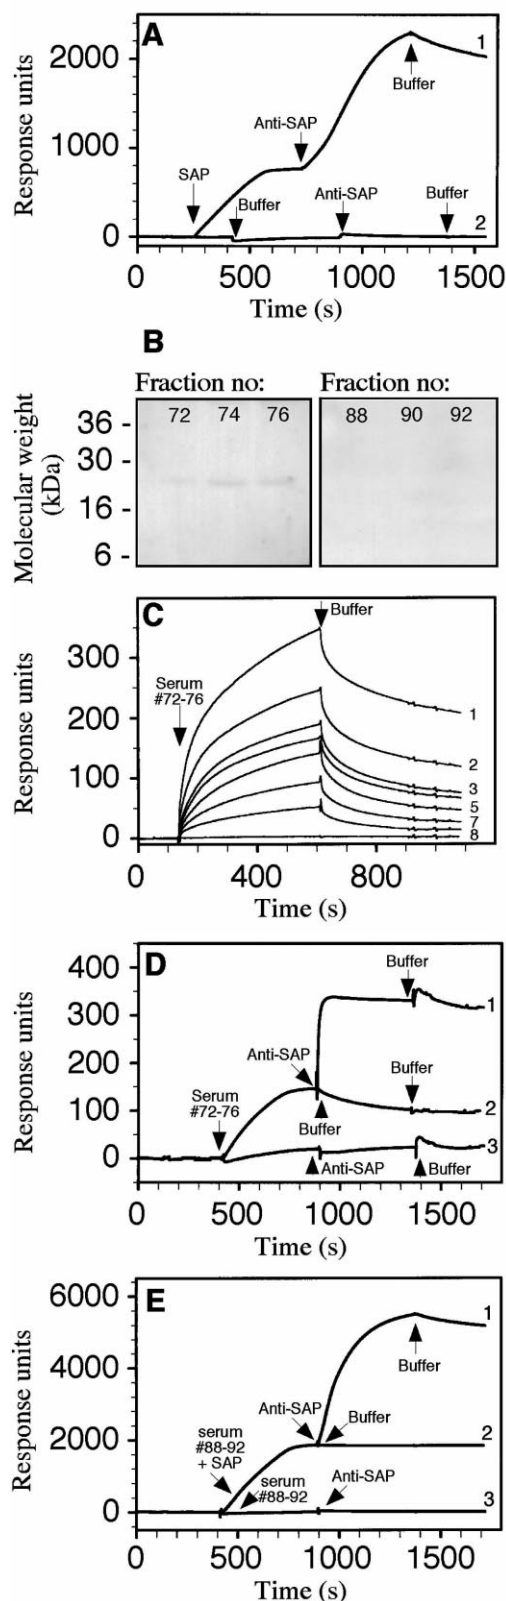 A
Response units
2000
1000
0
1
Buffer
Anti-SAP
SAP
Buffer
Anti-SAP
Buffer
2
0 500 1000 1500
Time (s)
B
Fraction no: Fraction no:
72 74 76 88 90 92
Molecular weight
(kDa)
36 -
30 -
16 -
6 -
C
Response units
300
200
100
0
Buffer
Serum
#72-76
1
2
3
5
7
8
0 400 800
Time (s)
D
Response units
400
300
200
100
0
Buffer
1
Anti-SAP
Serum
#72-76
Buffer
Buffer
2
3
Anti-SAP
Buffer
0 500 1000 1500
Time (s)
E
Response units
6000
4000
2000
0
1
Buffer
Anti-SAP
Buffer
2
serum
#88-92
+ SAP
serum
#88-92
Anti-SAP
3
0 500 1000 1500
Time (s)